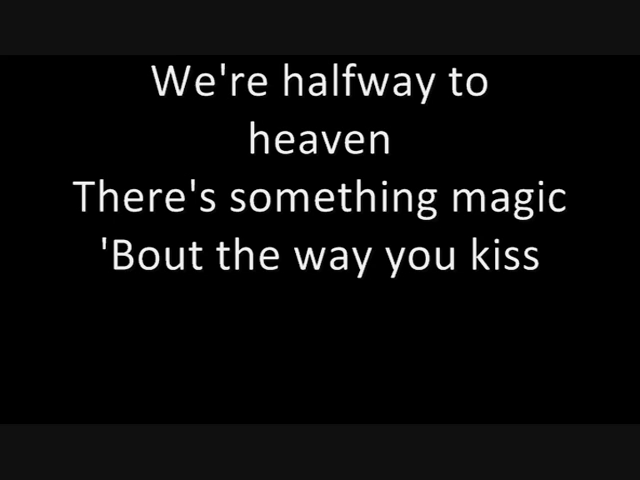 We're halfway to
heaven
There's something magic
'Bout the way you kiss